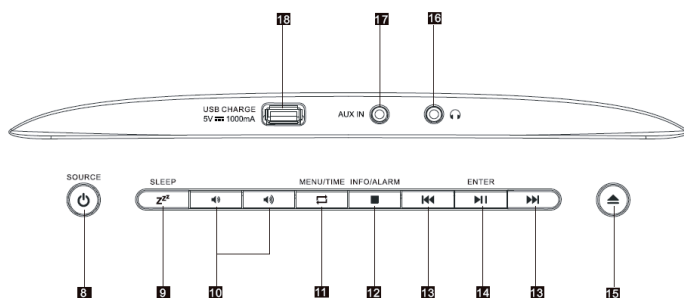 18 17 16
USB CHARGE
5V ⎓ 1000mA
AUX IN
SOURCE
SLEEP MENU/TIME INFO/ALARM ENTER
zzz
8 9 10 11 12 13 14 13 15